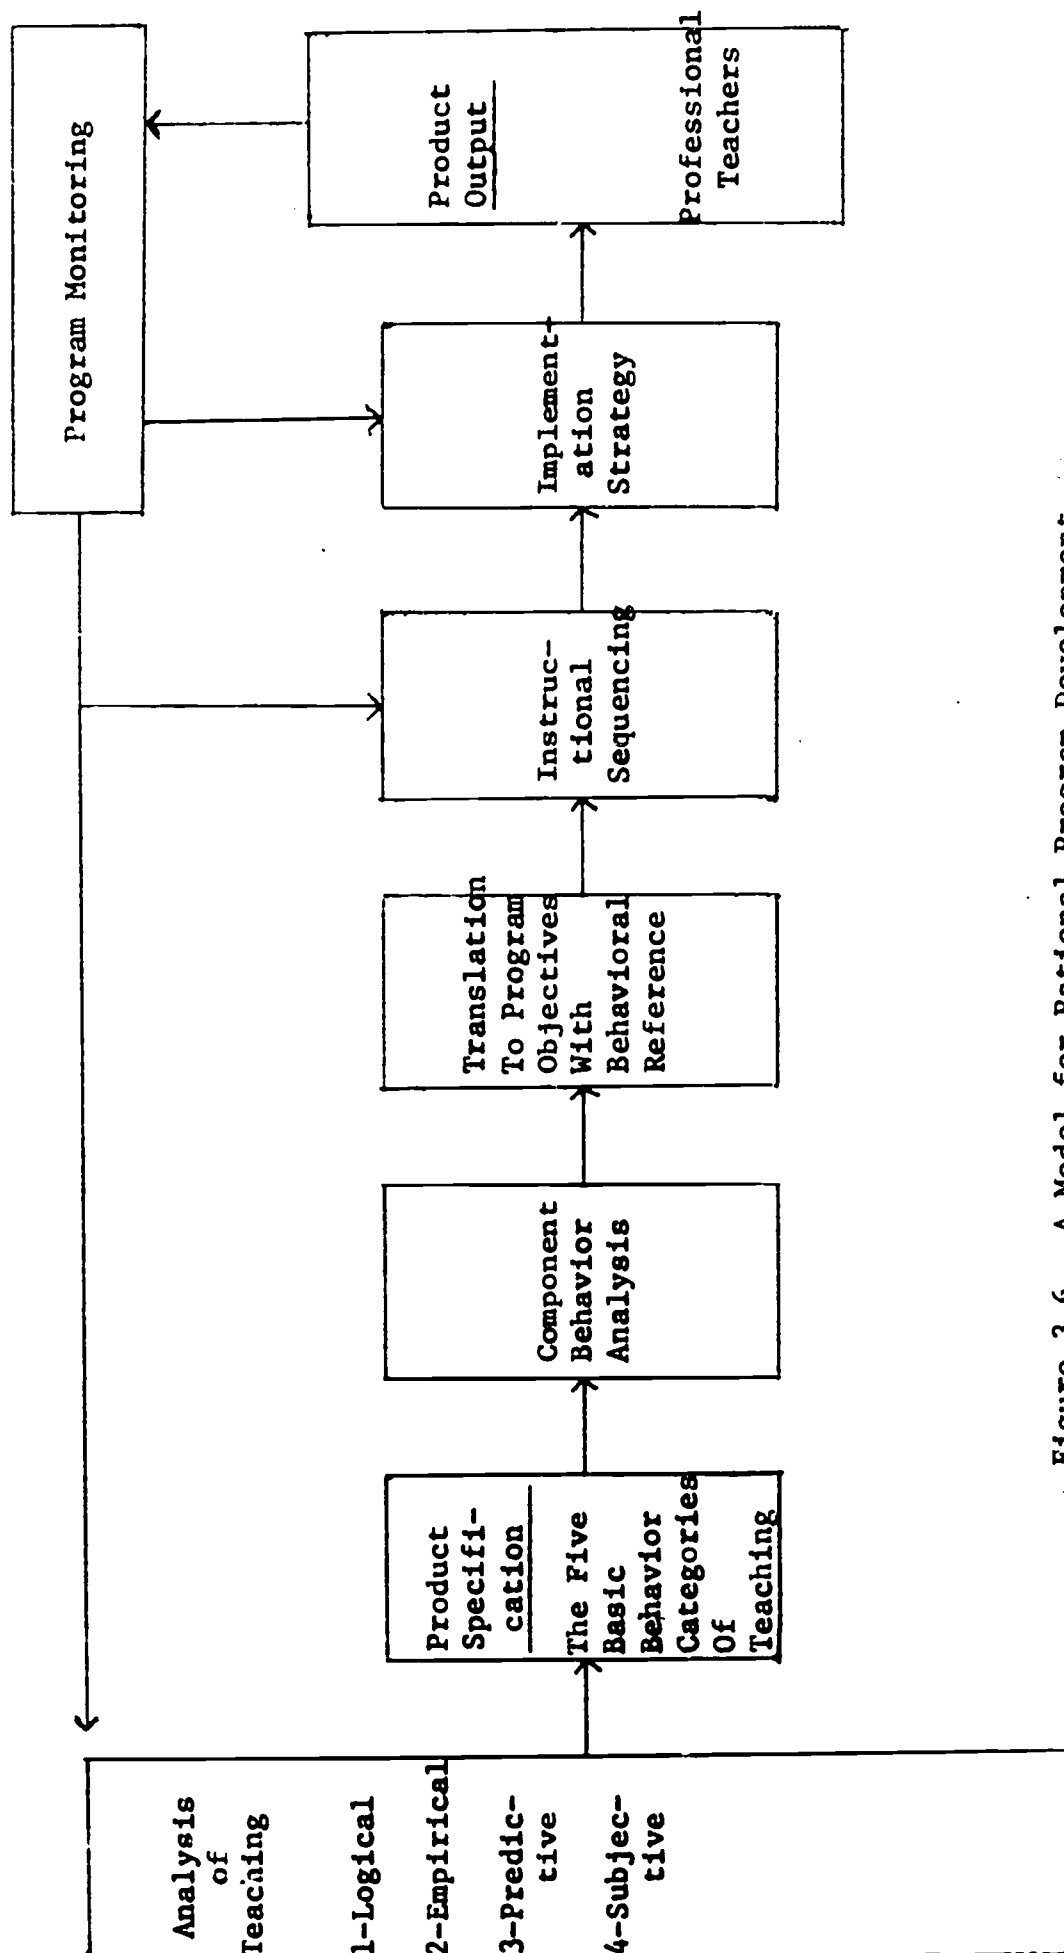 Analysis
of
Teaching
1-Logical
2-Empirical
3-Predic-
tive
4-Subjec-
tive
Product
Specifi-
cation
The Five
Basic
Behavior
Categories
Of
Teaching
Component
Behavior
Analysis
Translation
To Program
Objectives
With
Behavioral
Reference
Instruc-
tional
Sequencing
Implement-
ation
Strategy
Product
Output
Professional
Teachers
Program Monitoring
Figure 3.6 A Model for Rational Program Development